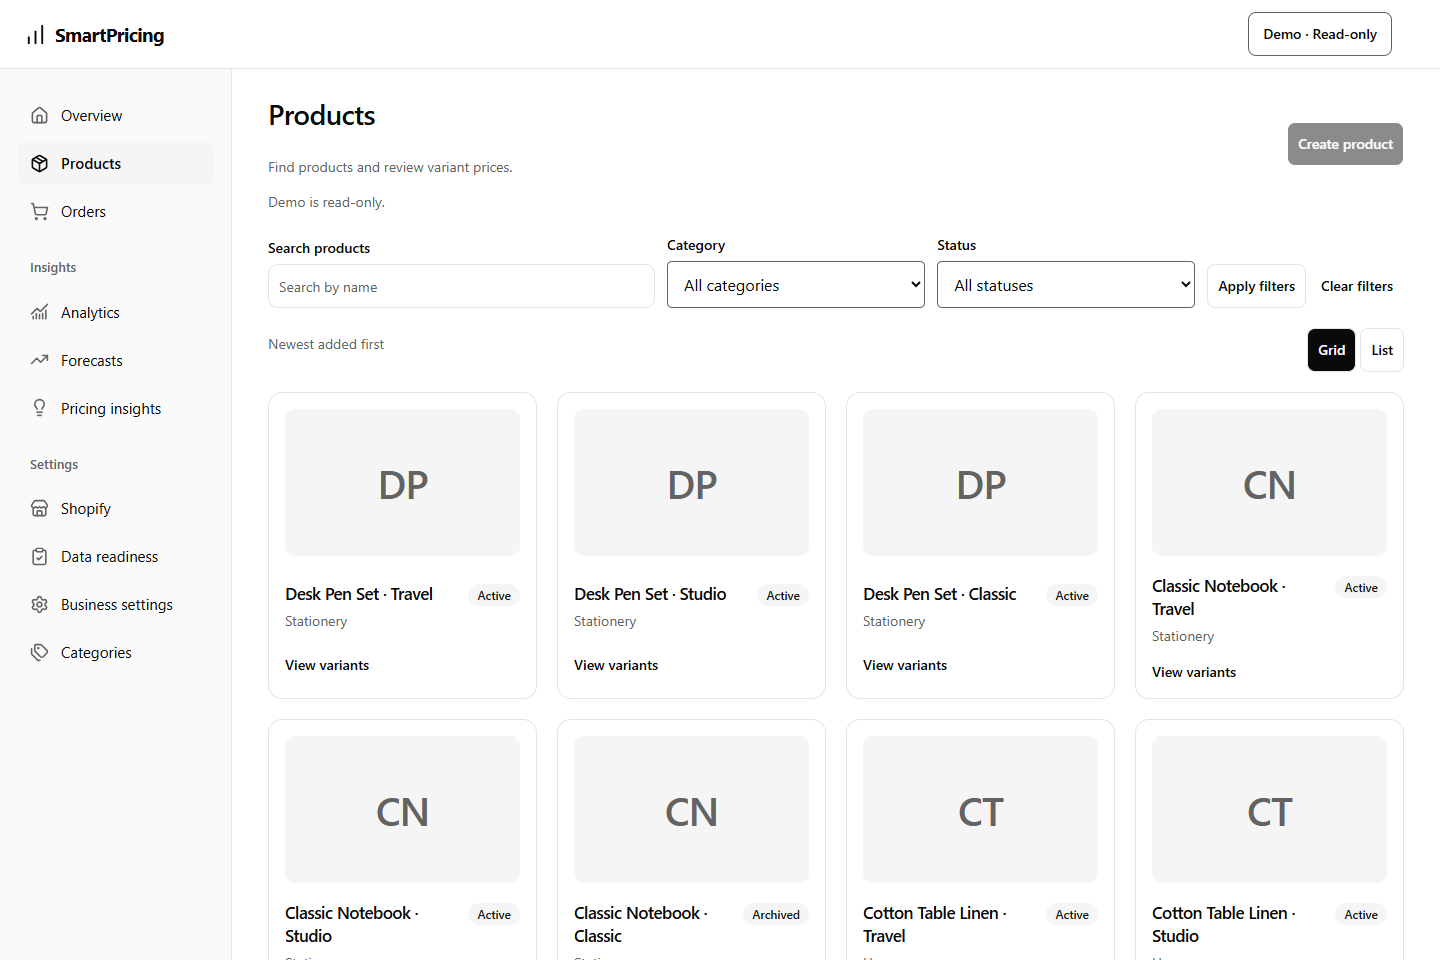 SmartPricing
Demo · Read-only
Overview
Products
Orders
Insights
Analytics
Forecasts
Pricing insights
Settings
Shopify
Data readiness
Business settings
Categories
Products
Create product
Find products and review variant prices.
Demo is read-only.
Search products
Search by name
Category
All categories
Status
All statuses
Apply filters
Clear filters
Newest added first
Grid
List
DP
Desk Pen Set · Travel
Active
Stationery
View variants
DP
Desk Pen Set · Studio
Active
Stationery
View variants
DP
Desk Pen Set · Classic
Active
Stationery
View variants
CN
Classic Notebook ·
Travel
Active
Stationery
View variants
CN
Classic Notebook ·
Studio
Active
CN
Classic Notebook ·
Classic
Archived
CT
Cotton Table Linen ·
Travel
Active
CT
Cotton Table Linen ·
Studio
Active